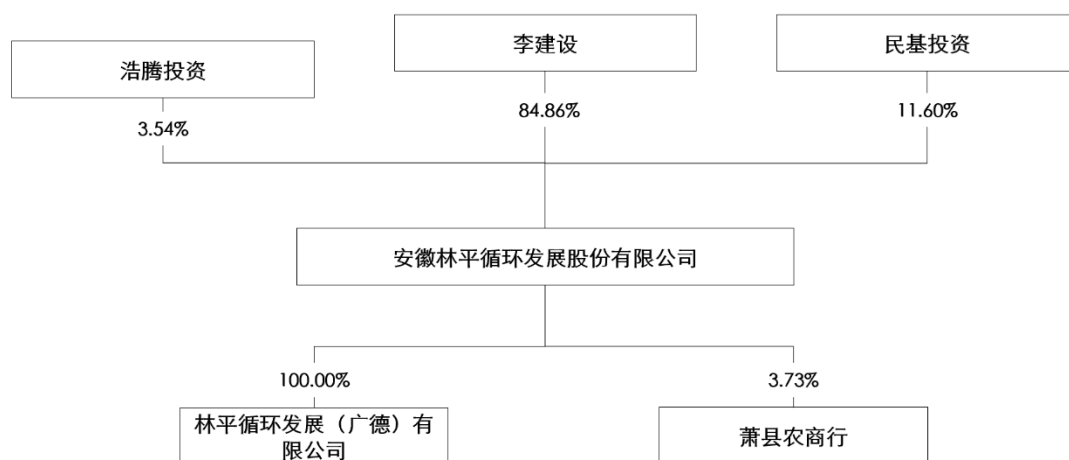 浩腾投资
李建设
民基投资
3.54%
84.86%
11.60%
安徽林平循环发展股份有限公司
100.00%
3.73%
林平循环发展（广德）有
限公司
萧县农商行